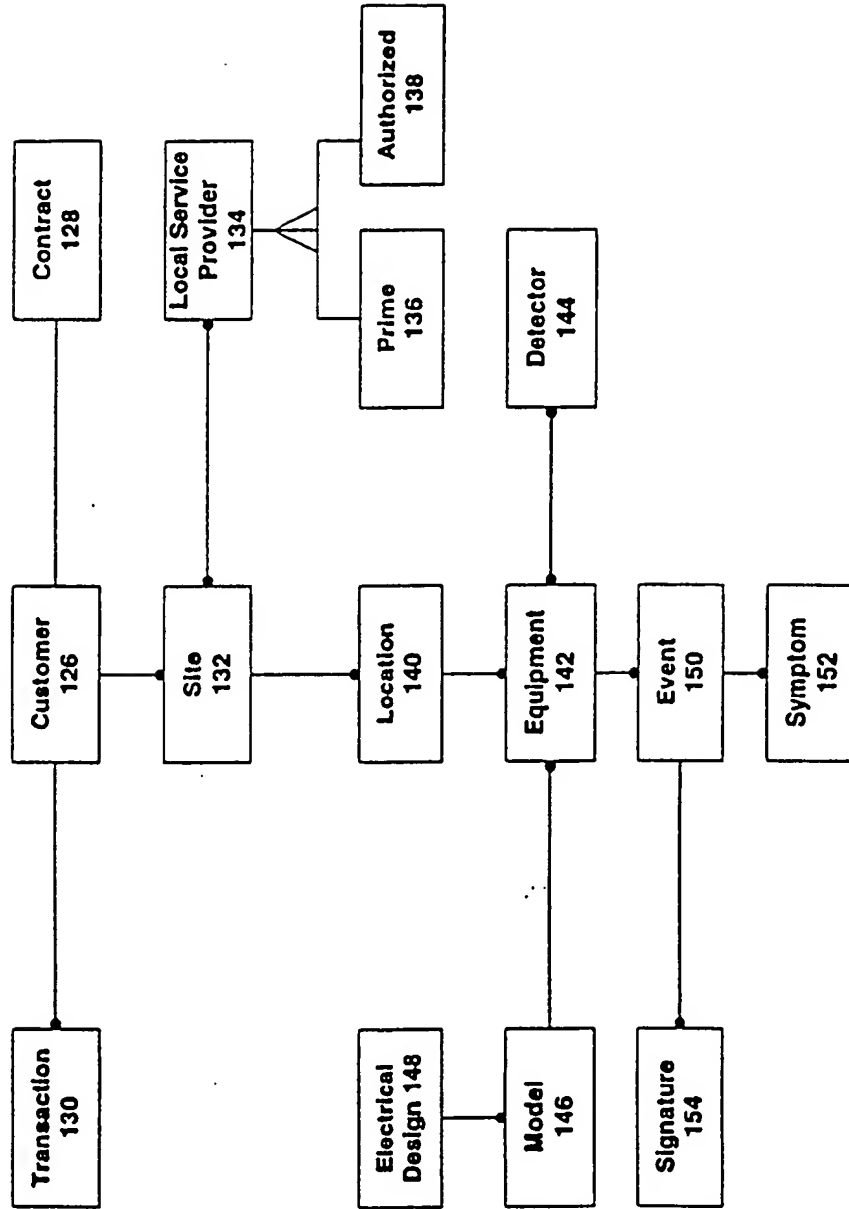 Transaction
130
Customer
126
Contract
128
Site
132
Local Service
Provider
134
Electrical
Design 148
Location
140
Prime
136
Authorized
138
Model
146
Equipment
142
Detector
144
Signature
154
Event
150
Symptom
152